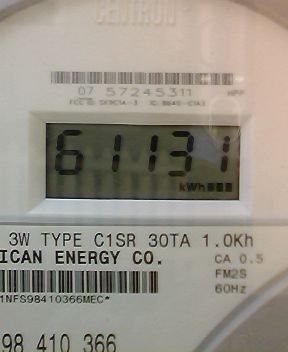 CENTRON
07 57245311
61131
kWh
3W TYPE C1SR 30TA 1.0Kh
ICAN ENERGY CO. CA 0.5
FM2S
1NFS98410366MEC* 60Hz
98 410 366